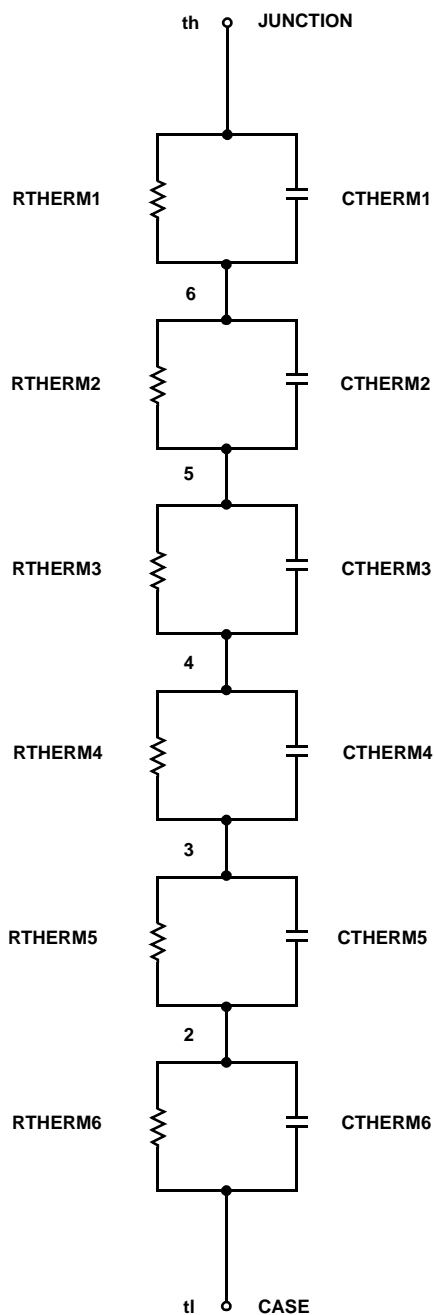 th JUNCTION
RTHERM1 CTHERM1
6
RTHERM2 CTHERM2
5
RTHERM3 CTHERM3
4
RTHERM4 CTHERM4
3
RTHERM5 CTHERM5
2
RTHERM6 CTHERM6
tl CASE